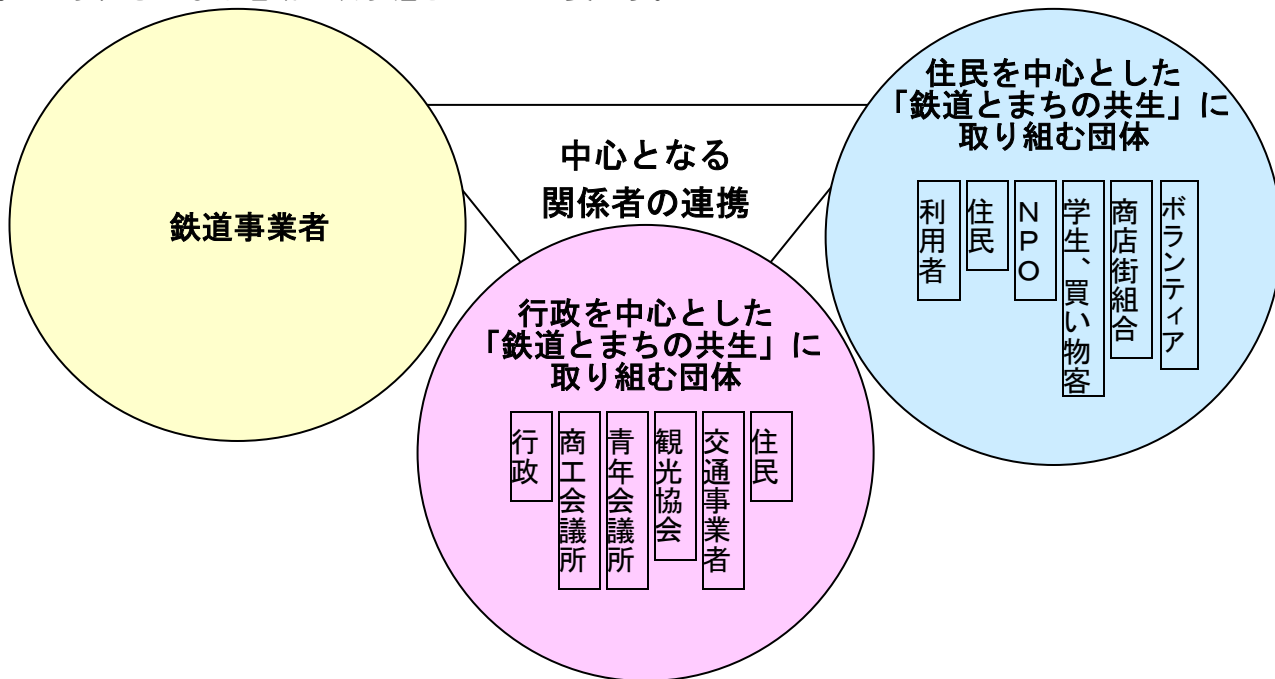 鉄道事業者
中心となる
関係者の連携
住民を中心とした
「鉄道とまちの共生」に
取り組む団体
利用者
住民
NPO
学生、買い物客
商店街組合
ボランティア
行政を中心とした
「鉄道とまちの共生」に
取り組む団体
行政
商工会議所
青年会議所
観光協会
交通事業者
住民